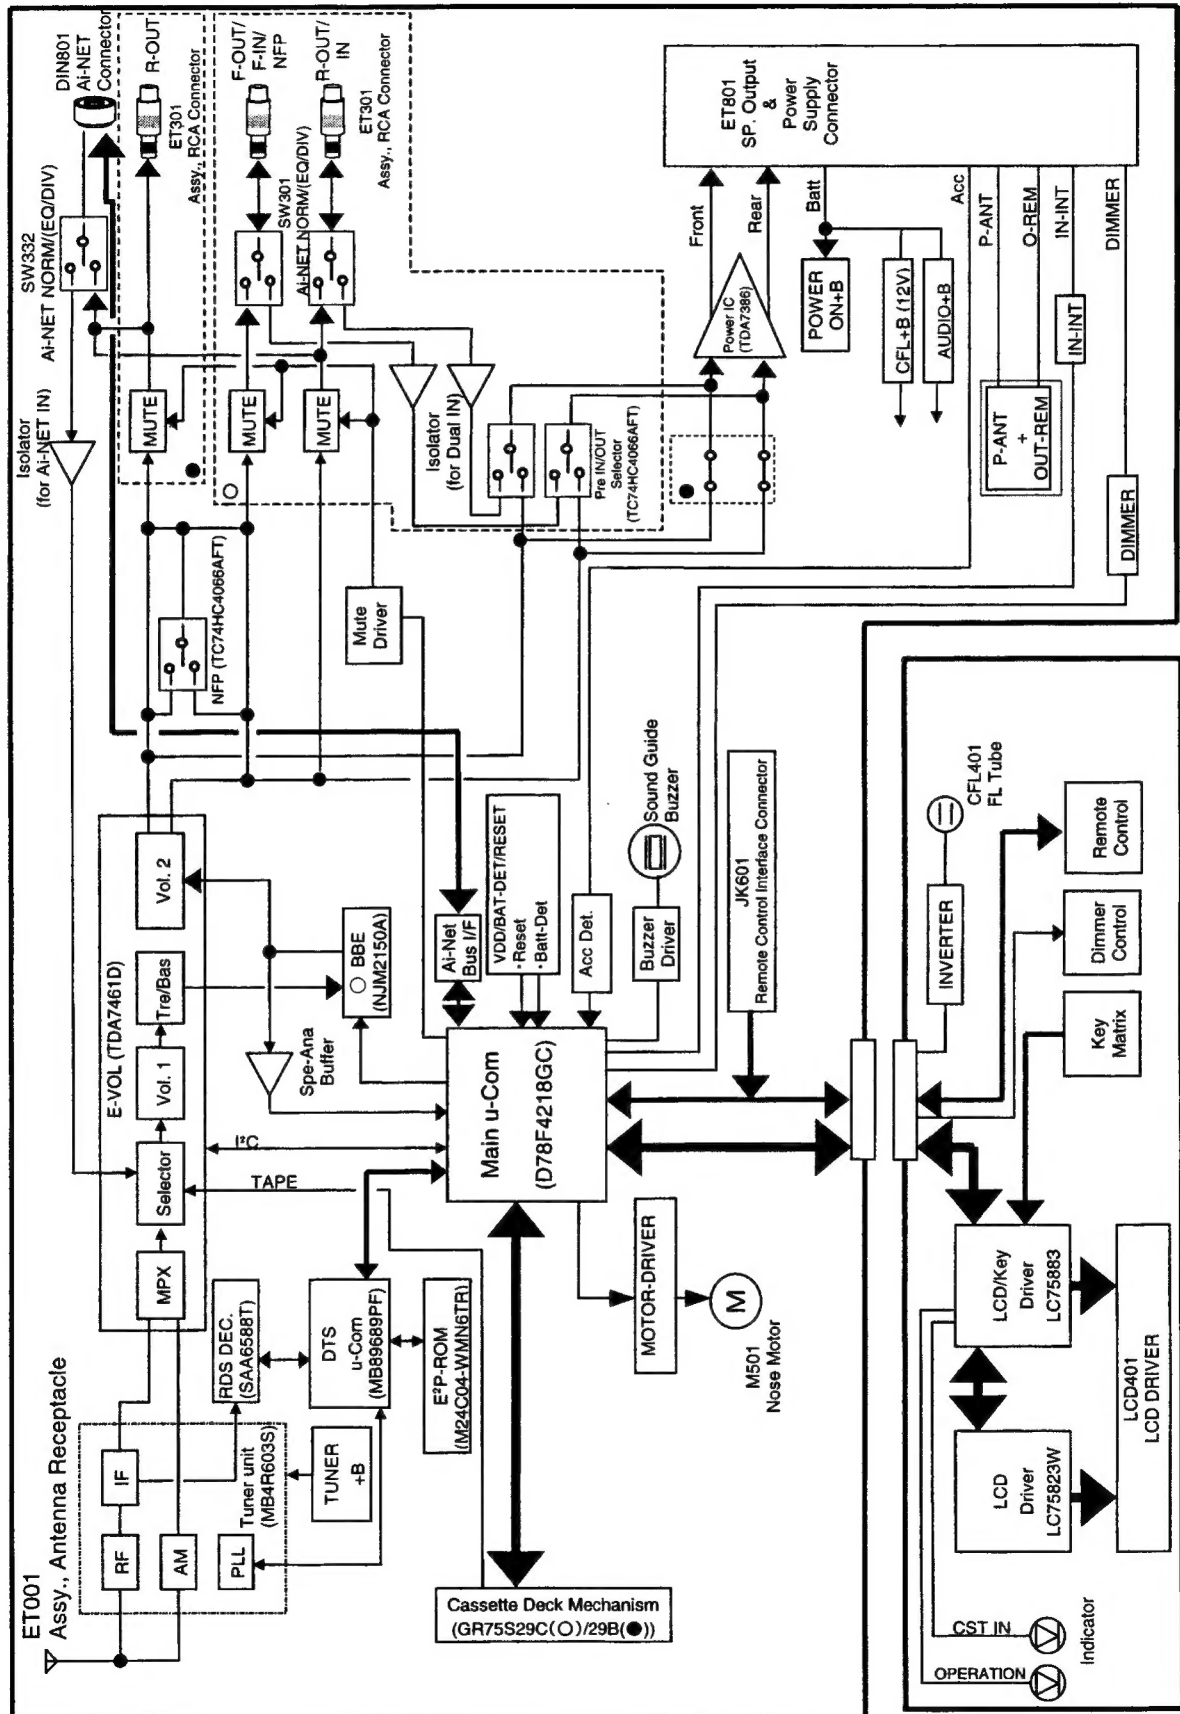 ET001
Assy., Antenna Receptacle
RF
IF
AM
PLL
Tuner unit
(MB4R603S)
TUNER
+B
RDS DEC.
(SAA6588T)
DTS
u-Com
(MB89689PF)
E²P-ROM
(M24C04-WMN6TR)
Cassette Deck Mechanism
(GR75S29C(○)/29B(●))
E-VOL (TDA7461D)
MPX
Selector
Vol. 1
Tre/Bas
Vol. 2
TAPE
I²C
Spe-Ana
Buffer
○ BBE
(NJM2150A)
Main u-Com
(D78F4218GC)
Ai-Net
Bus I/F
VDD/BAT-DET/RESET
· Reset
· Batt-Det
Acc Det.
Buzzer
Driver
Sound Guide
Buzzer
MOTOR-DRIVER
M
M501
Nose Motor
JK601
Remote Control Interface Connector
NFP (TC74HC4066AFT)
Mute
Driver
Isolator
(for Ai-NET IN)
SW332
Ai-NET NORM/(EQ/DIV)
DIN801
Ai-NET
Connector
R-OUT
ET301
Assy., RCA Connector
MUTE
MUTE
MUTE
F-OUT/
F-IN/
NFP
R-OUT/
IN
ET301
Assy., RCA Connector
SW301
Ai-NET NORM/(EQ/DIV)
Isolator
(for Dual IN)
Pre IN/OUT
Selector
(TC74HC4066AFT)
Power IC
(TDA7386)
Front
Rear
Batt
Acc
P-ANT
O-REM
IN-INT
DIMMER
ET801
SP. Output
&
Power
Supply
Connector
POWER
ON+B
CFL+B (12V)
AUDIO+B
P-ANT
+
OUT-REM
IN-INT
DIMMER
CFL401
FL Tube
INVERTER
Remote
Control
Dimmer
Control
Key
Matrix
LCD/Key
Driver
LC75883
LCD
Driver
LC75823W
LCD401
LCD DRIVER
CST IN
OPERATION
Indicator